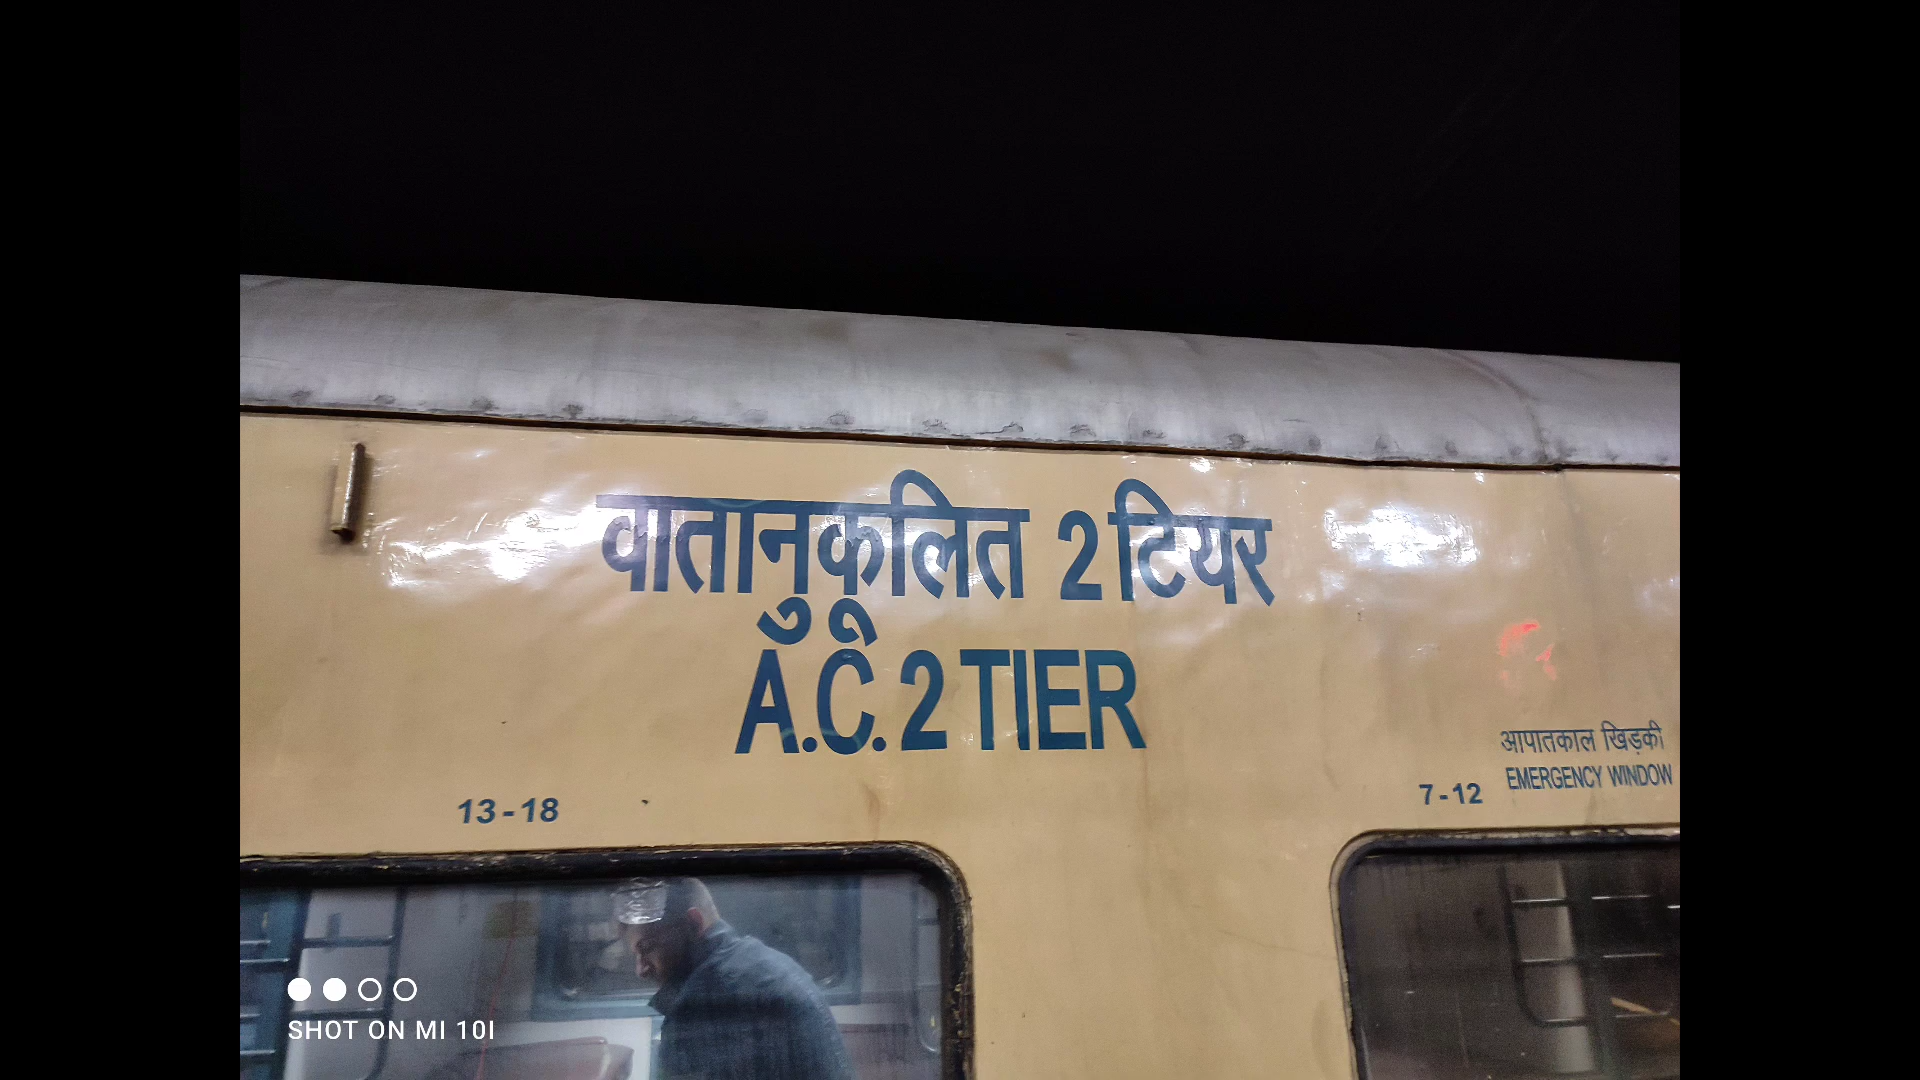 वातानुकूलित 2 टियर
A.C. 2 TIER
आपातकाल खिड़की
EMERGENCY WINDOW
13-18
7-12
SHOT ON MI 10I